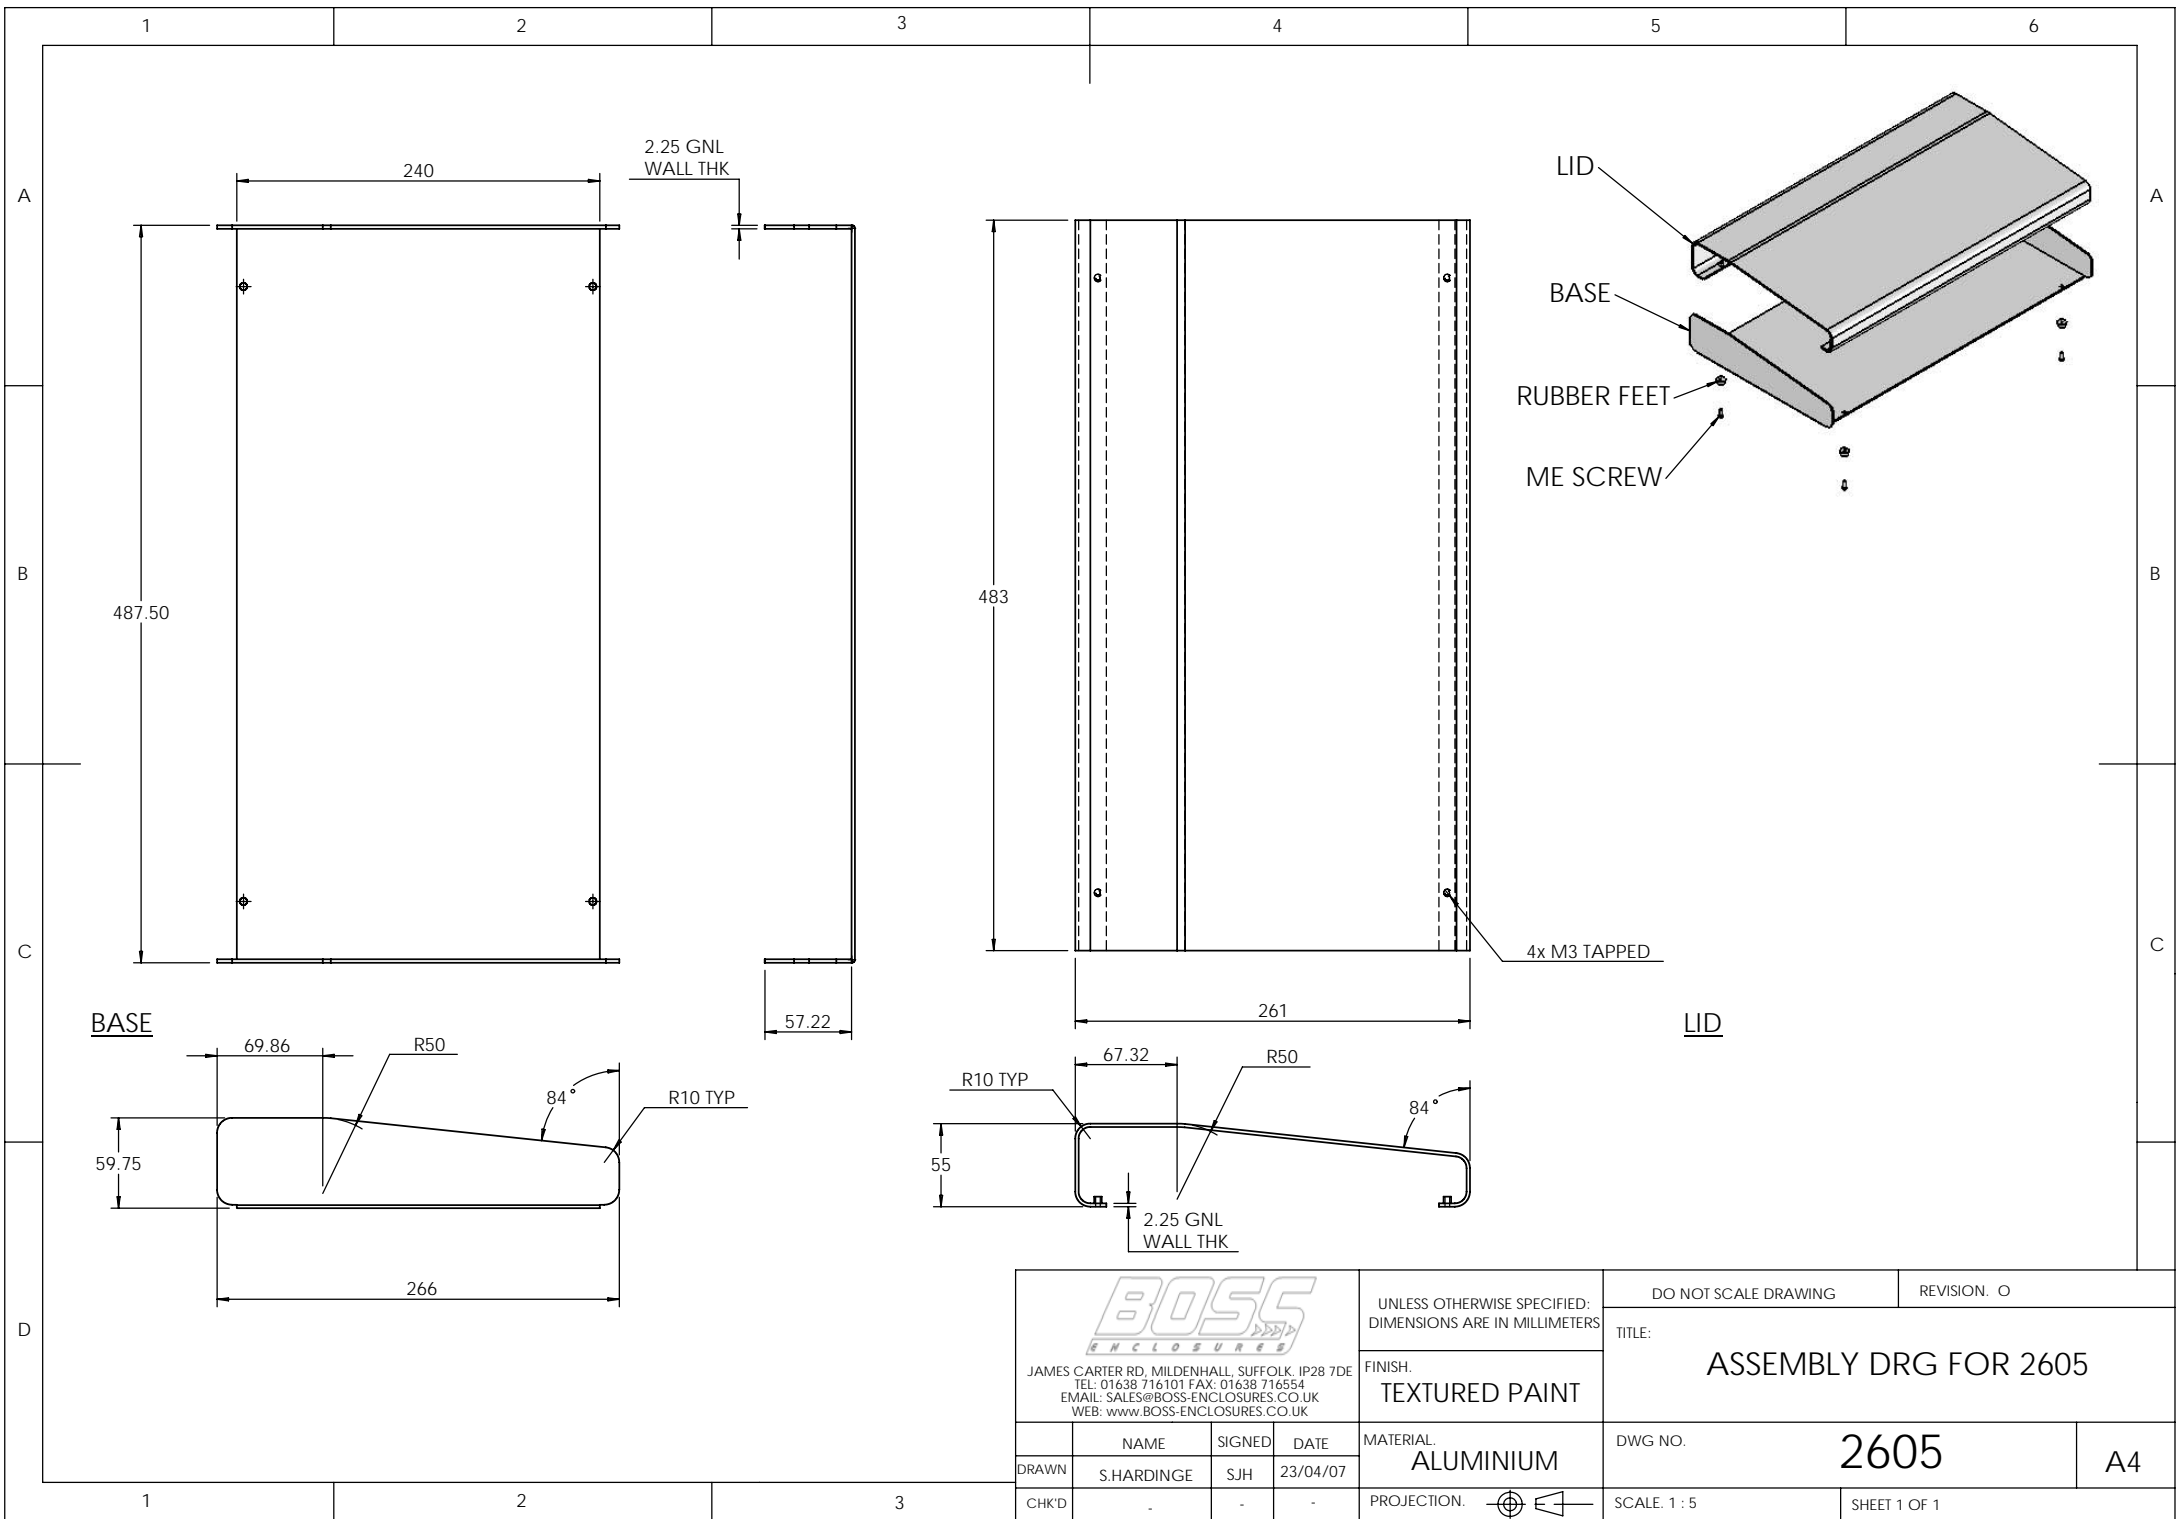 1 2 3 4 5 6
A
B
C
D
A
B
C
1 2 3
240
2.25 GNL
WALL THK
487.50
57.22
BASE
69.86
R50
84°
R10 TYP
59.75
266
483
4x M3 TAPPED
261
LID
67.32
R50
R10 TYP
84°
55
2.25 GNL
WALL THK
LID
BASE
RUBBER FEET
ME SCREW
BOSS
ENCLOSURES
JAMES CARTER RD, MILDENHALL, SUFFOLK. IP28 7DE
TEL: 01638 716101 FAX: 01638 716554
EMAIL: SALES@BOSS-ENCLOSURES.CO.UK
WEB: www.BOSS-ENCLOSURES.CO.UK
NAME SIGNED DATE
DRAWN S.HARDINGE SJH 23/04/07
CHK'D - - -
UNLESS OTHERWISE SPECIFIED:
DIMENSIONS ARE IN MILLIMETERS
FINISH.
TEXTURED PAINT
MATERIAL.
ALUMINIUM
PROJECTION.
DO NOT SCALE DRAWING
REVISION. O
TITLE:
ASSEMBLY DRG FOR 2605
DWG NO.
2605
A4
SCALE. 1 : 5
SHEET 1 OF 1